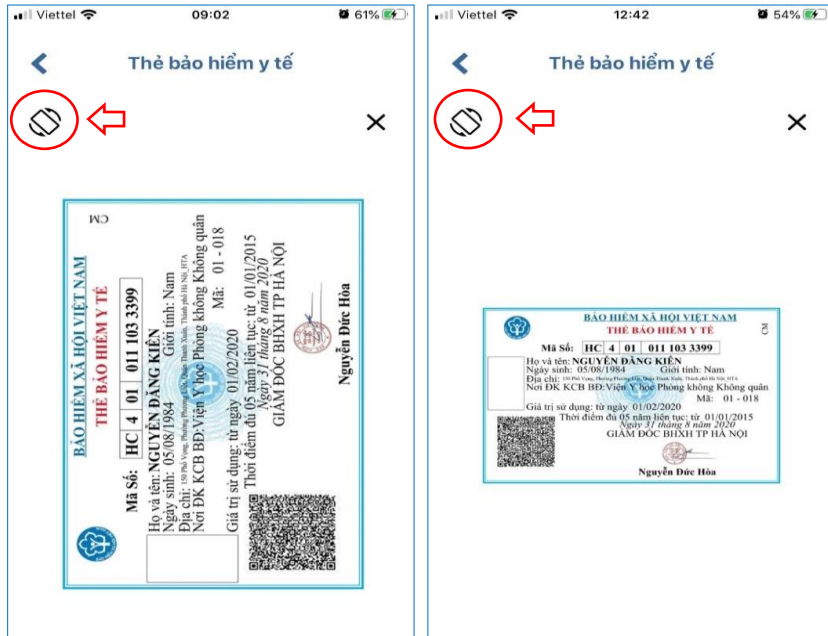 Viettel 09:02 61%
Thẻ bảo hiểm y tế
BẢO HIỂM XÃ HỘI VIỆT NAM
THẺ BẢO HIỂM Y TẾ
CM
Mã Số: HC 4 01 011 103 3399
Họ và tên: NGUYỄN ĐĂNG KIÊN
Ngày sinh: 05/08/1984 Giới tính: Nam
Địa chỉ:
Nơi ĐK KCB BĐ:Viện Y học Phòng không Không quân
Mã: 01 - 018
Giá trị sử dụng: từ ngày 01/02/2020
Thời điểm đủ 05 năm liên tục: từ 01/01/2015
Ngày 31 tháng 8 năm 2020
GIÁM ĐỐC BHXH TP HÀ NỘI
Nguyễn Đức Hòa
Viettel 12:42 54%
Thẻ bảo hiểm y tế
BẢO HIỂM XÃ HỘI VIỆT NAM
THẺ BẢO HIỂM Y TẾ
CM
Mã Số: HC 4 01 011 103 3399
Họ và tên: NGUYỄN ĐĂNG KIÊN
Ngày sinh: 05/08/1984 Giới tính: Nam
Địa chỉ:
Nơi ĐK KCB BĐ:Viện Y học Phòng không Không quân
Mã: 01 - 018
Giá trị sử dụng: từ ngày 01/02/2020
Thời điểm đủ 05 năm liên tục: từ 01/01/2015
Ngày 31 tháng 8 năm 2020
GIÁM ĐỐC BHXH TP HÀ NỘI
Nguyễn Đức Hòa